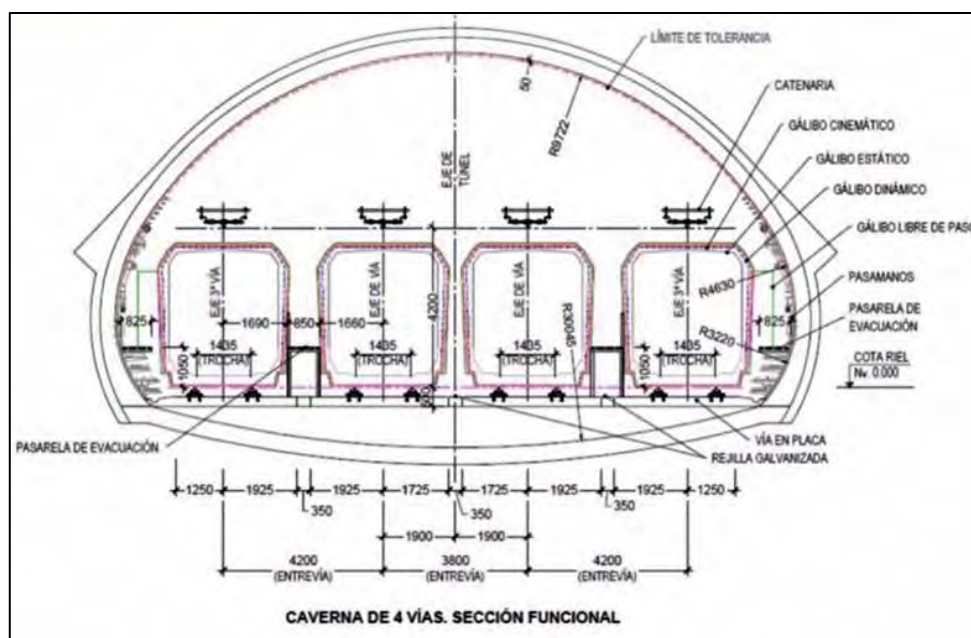 LÍMITE DE TOLERANCIA
CATENARIA
GÁLIBO CINEMÁTICO
GÁLIBO ESTÁTICO
GÁLIBO DINÁMICO
GÁLIBO LIBRE DE PASO
PASAMANOS
PASARELA DE
EVACUACIÓN
COTA RIEL
Nv. 0.000
VÍA EN PLACA
REJILLA GALVANIZADA
PASARELA DE EVACUACIÓN
50
R9722
EJE DE
TÚNEL
EJE 3ª VÍA
EJE DE VÍA
EJE DE VÍA
EJE 3ª VÍA
R4630
R3220
825
1690
850
1660
4200
825
1435
(TROCHA)
1435
(TROCHA)
1435
(TROCHA)
1435
(TROCHA)
1050
1050
1250
1925
1925
1725
1725
1925
1925
1250
350
350
350
1900
1900
4200
(ENTREVÍA)
3800
(ENTREVÍA)
4200
(ENTREVÍA)
CAVERNA DE 4 VÍAS. SECCIÓN FUNCIONAL